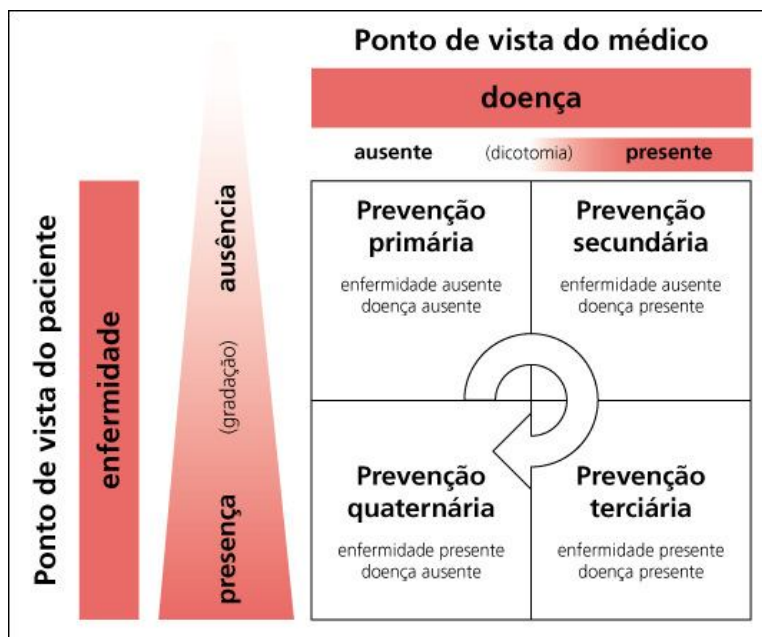 Ponto de vista do médico
doença
ausente (dicotomia) presente
Ponto de vista do paciente
enfermidade
ausência
(gradação)
presença
Prevenção
primária
enfermidade ausente
doença ausente
Prevenção
secundária
enfermidade ausente
doença presente
Prevenção
quaternária
enfermidade presente
doença ausente
Prevenção
terciária
enfermidade presente
doença presente